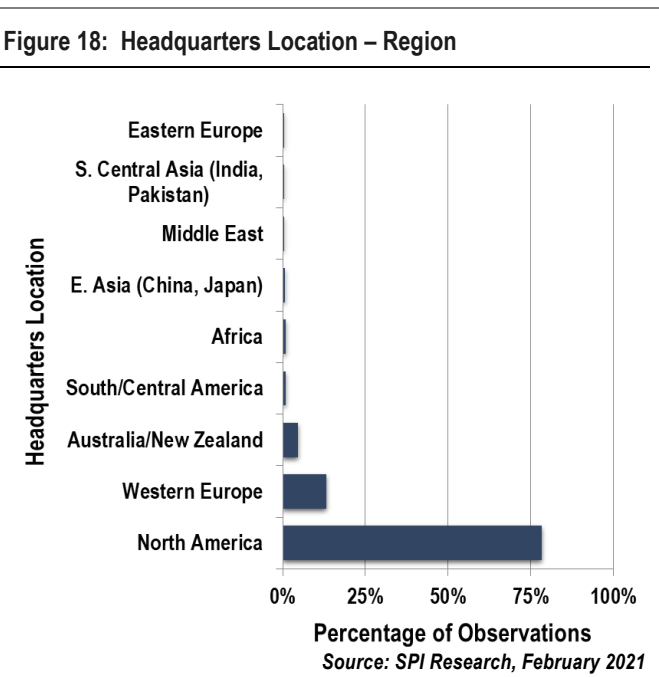 Figure 18:  Headquarters Location – Region
Headquarters Location
Eastern Europe
S. Central Asia (India,
Pakistan)
Middle East
E. Asia (China, Japan)
Africa
South/Central America
Australia/New Zealand
Western Europe
North America
0% 25% 50% 75% 100%
Percentage of Observations
Source: SPI Research, February 2021